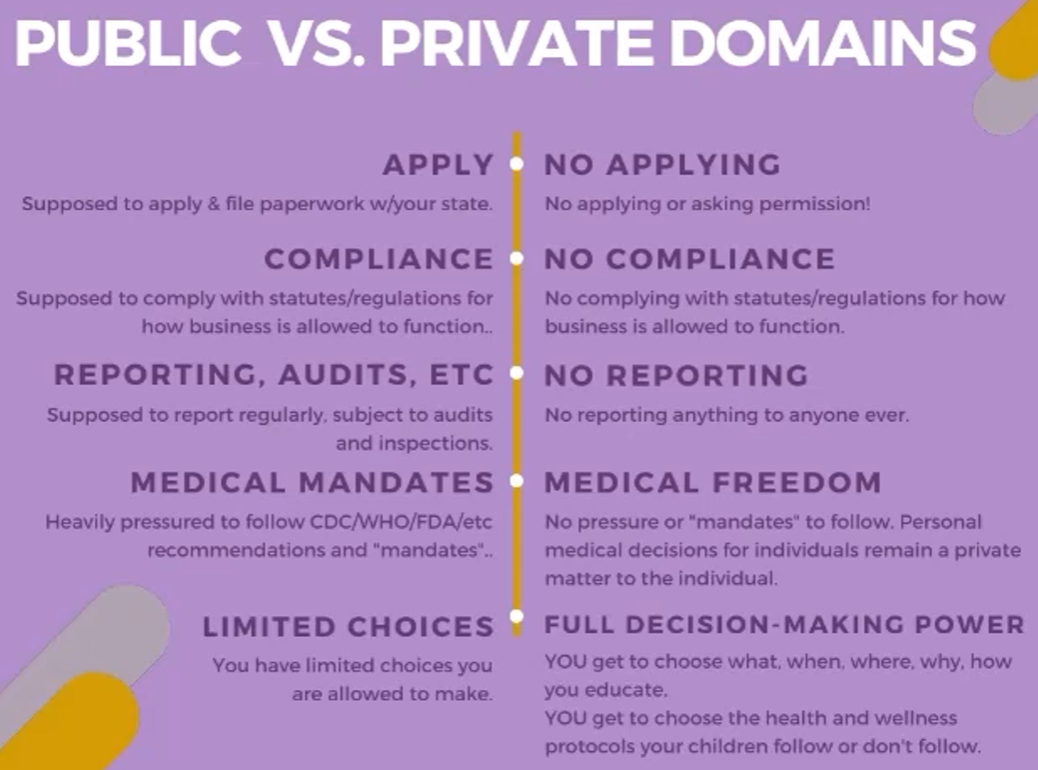 PUBLIC VS. PRIVATE DOMAINS
APPLY
Supposed to apply & file paperwork w/your state.
NO APPLYING
No applying or asking permission!
COMPLIANCE
Supposed to comply with statutes/regulations for
how business is allowed to function..
NO COMPLIANCE
No complying with statutes/regulations for how
business is allowed to function.
REPORTING, AUDITS, ETC
Supposed to report regularly, subject to audits
and inspections.
NO REPORTING
No reporting anything to anyone ever.
MEDICAL MANDATES
Heavily pressured to follow CDC/WHO/FDA/etc
recommendations and "mandates"..
MEDICAL FREEDOM
No pressure or "mandates" to follow. Personal
medical decisions for individuals remain a private
matter to the individual.
LIMITED CHOICES
You have limited choices you
are allowed to make.
FULL DECISION-MAKING POWER
YOU get to choose what, when, where, why, how
you educate.
YOU get to choose the health and wellness
protocols your children follow or don't follow.